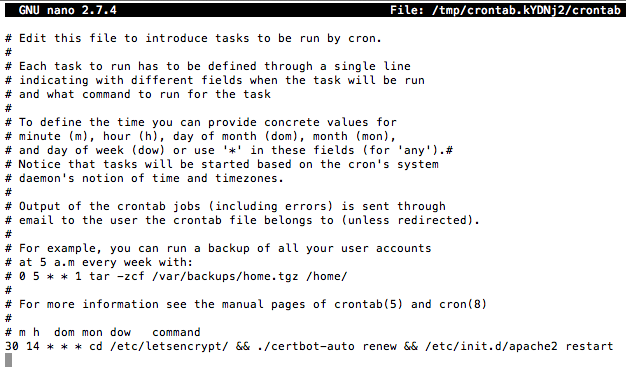 GNU nano 2.7.4 File: /tmp/crontab.kYDNj2/crontab
# Edit this file to introduce tasks to be run by cron.
#
# Each task to run has to be defined through a single line
# indicating with different fields when the task will be run
# and what command to run for the task
#
# To define the time you can provide concrete values for
# minute (m), hour (h), day of month (dom), month (mon),
# and day of week (dow) or use '*' in these fields (for 'any').#
# Notice that tasks will be started based on the cron's system
# daemon's notion of time and timezones.
#
# Output of the crontab jobs (including errors) is sent through
# email to the user the crontab file belongs to (unless redirected).
#
# For example, you can run a backup of all your user accounts
# at 5 a.m every week with:
# 0 5 * * 1 tar -zcf /var/backups/home.tgz /home/
#
# For more information see the manual pages of crontab(5) and cron(8)
#
# m h  dom mon dow   command
30 14 * * * cd /etc/letsencrypt/ && ./certbot-auto renew && /etc/init.d/apache2 restart